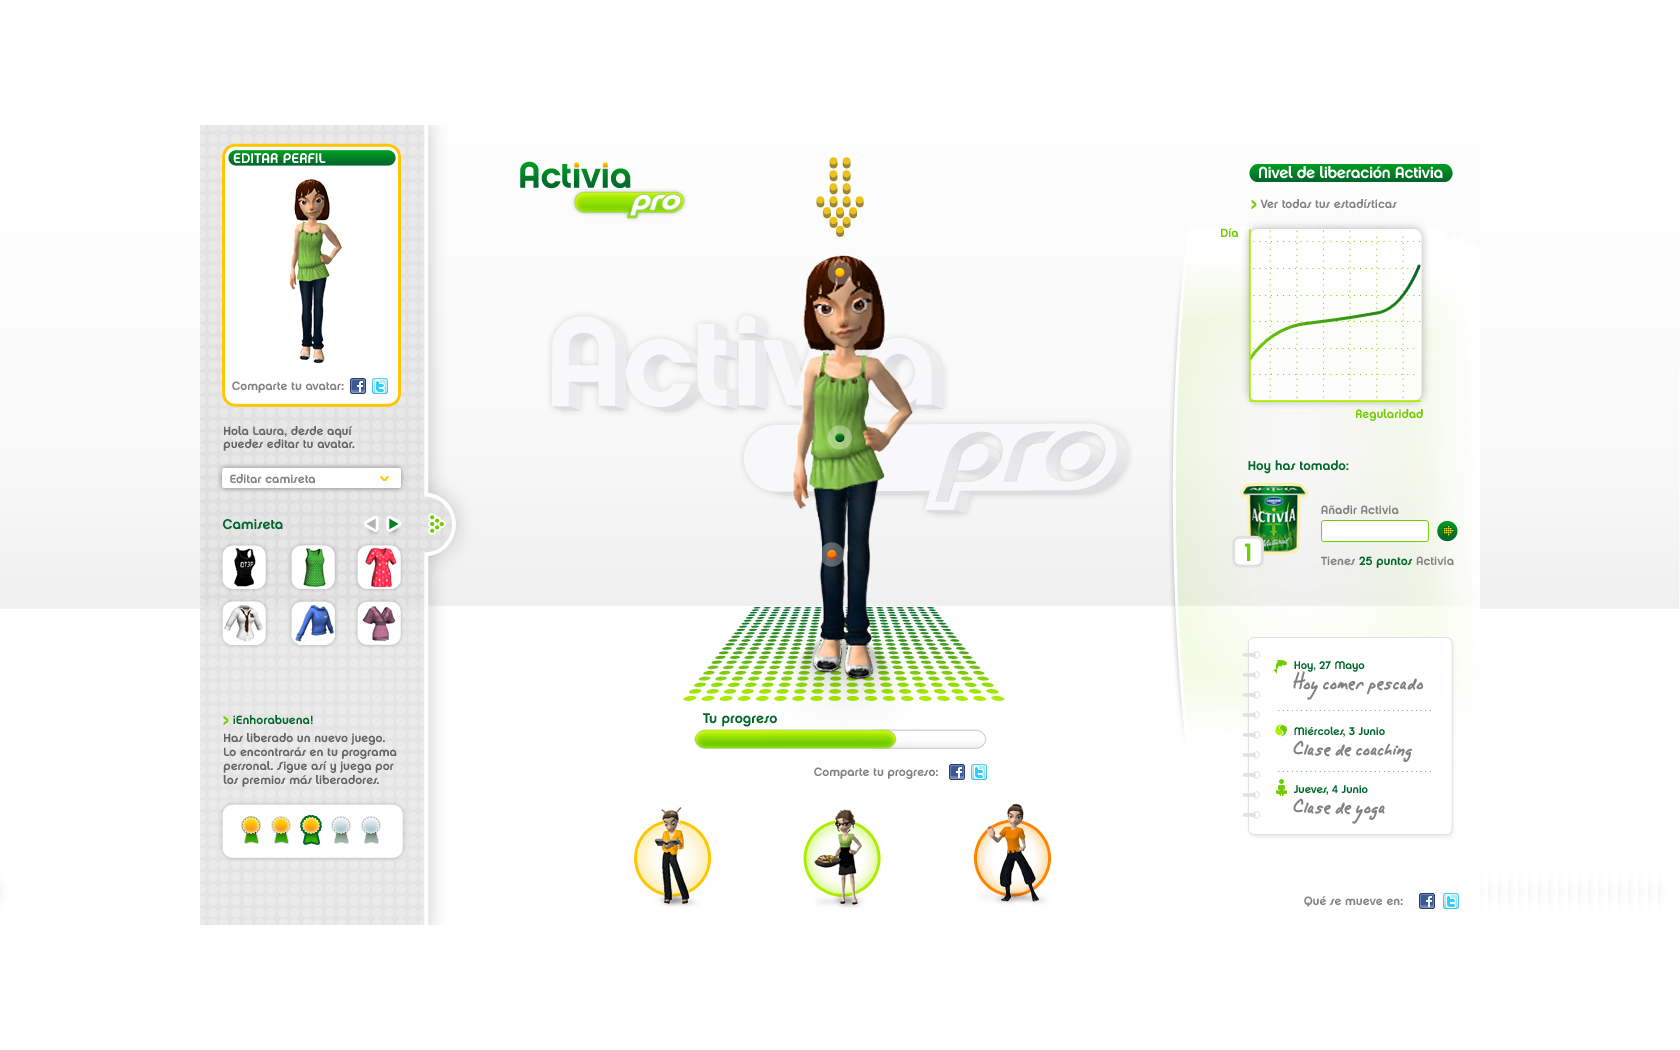 EDITAR PERFIL
Comparte tu avatar:
Hola Laura, desde aquí
puedes editar tu avatar.
Editar camiseta
Camiseta
¡Enhorabuena!
Has liberado un nuevo juego.
Lo encontrarás en tu programa
personal. Sigue así y juega por
los premios más liberadores.
Activia
pro
Activia
pro
Tu progreso
Comparte tu progreso:
Nivel de liberación Activia
Ver todas tus estadísticas
Día
Regularidad
Hoy has tomado:
ACTIVIA
1
Añadir Activia
Tienes 25 puntos Activia
Hoy, 27 Mayo
Hoy comer pescado
Miércoles, 3 Junio
Clase de coaching
Jueves, 4 Junio
Clase de yoga
Qué se mueve en: